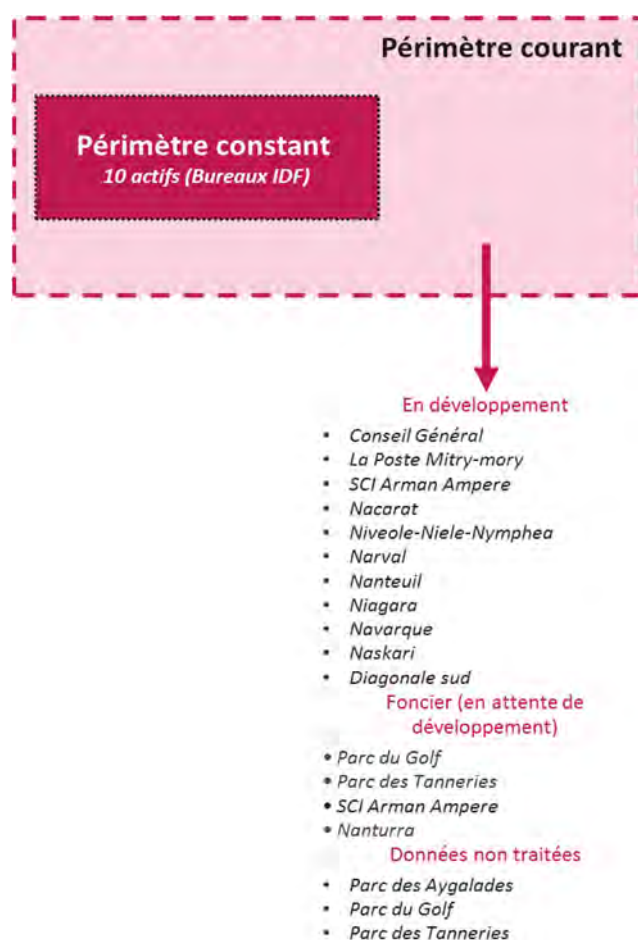 Périmètre courant
Périmètre constant
10 actifs (Bureaux IDF)
En développement
• Conseil Général
• La Poste Mitry-mory
• SCI Arman Ampere
• Nacarat
• Niveole-Niele-Nymphea
• Narval
• Nanteuil
• Niagara
• Navarque
• Naskari
• Diagonale sud
Foncier (en attente de
développement)
• Parc du Golf
• Parc des Tanneries
• SCI Arman Ampere
• Nanturra
Données non traitées
• Parc des Aygalades
• Parc du Golf
• Parc des Tanneries